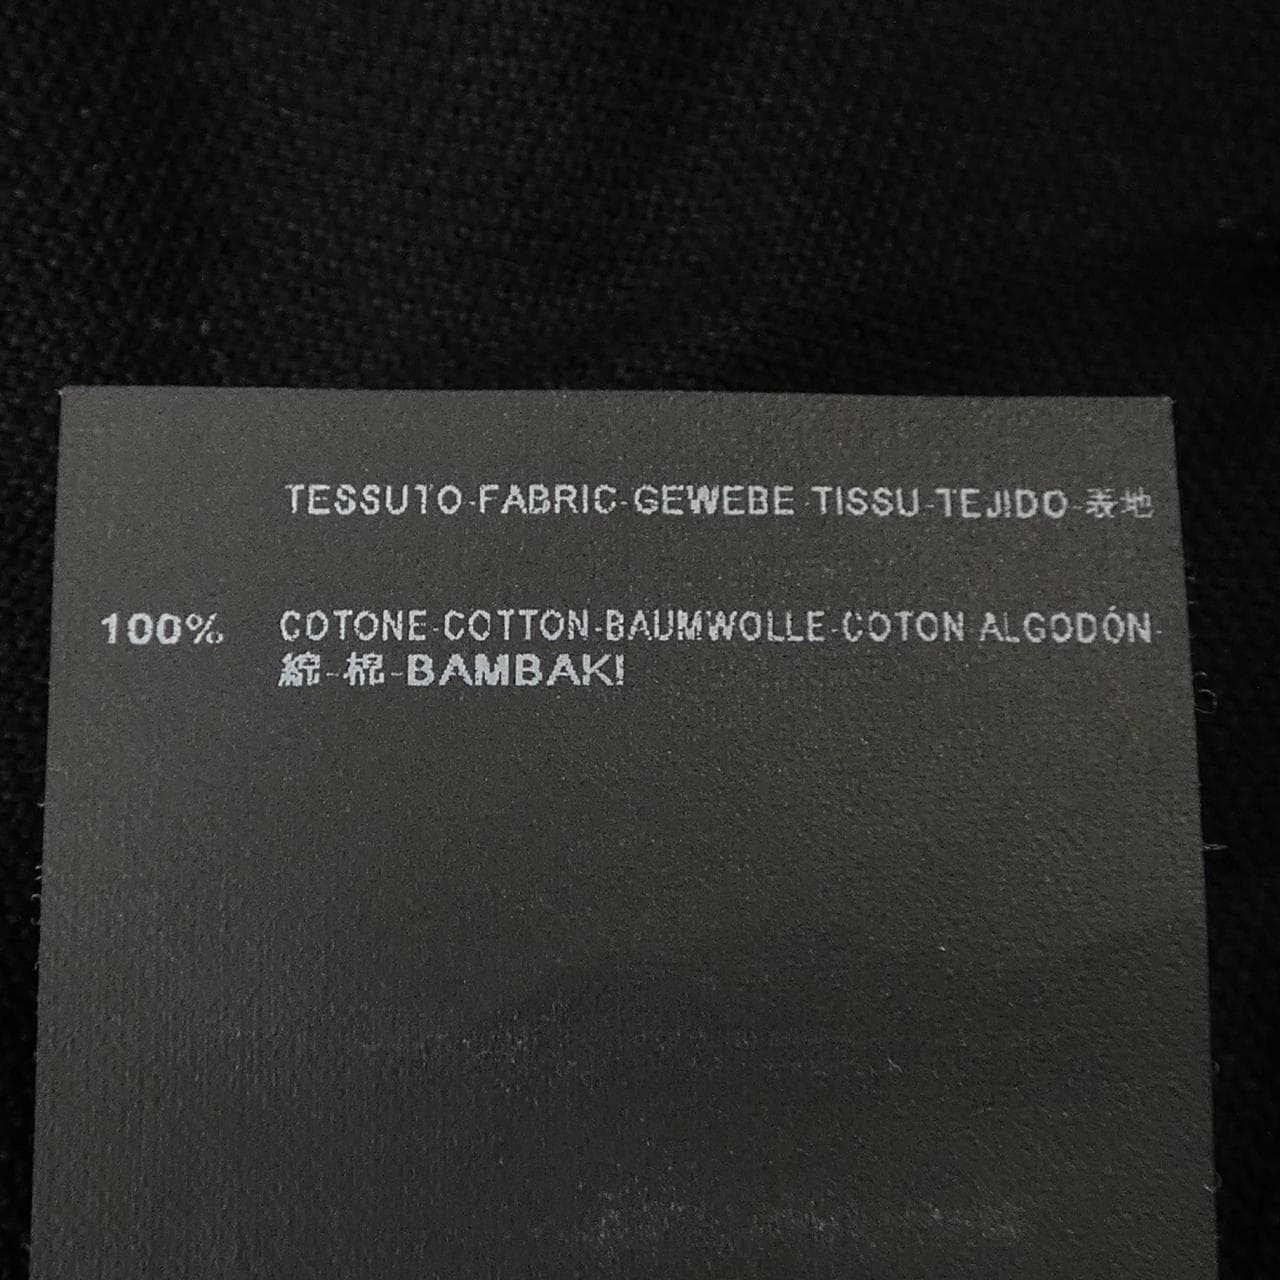 TESSUTO-FABRIC-GEWEBE-TISSU-TEJIDO-表地
100% COTONE-COTTON-BAUMWOLLE-COTON ALGODÓN-
綿-棉-BAMBAKI